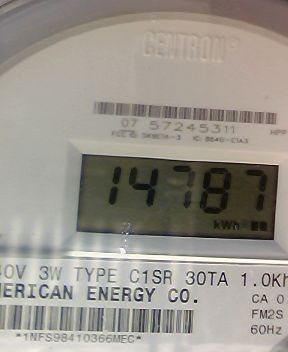 CENTRON®
07 57245311
14787
kWh
40V 3W TYPE C1SR 30TA 1.0Kh
MERICAN ENERGY CO.
CA 0.
FM2S
60Hz
*1NFS98410366MEC*